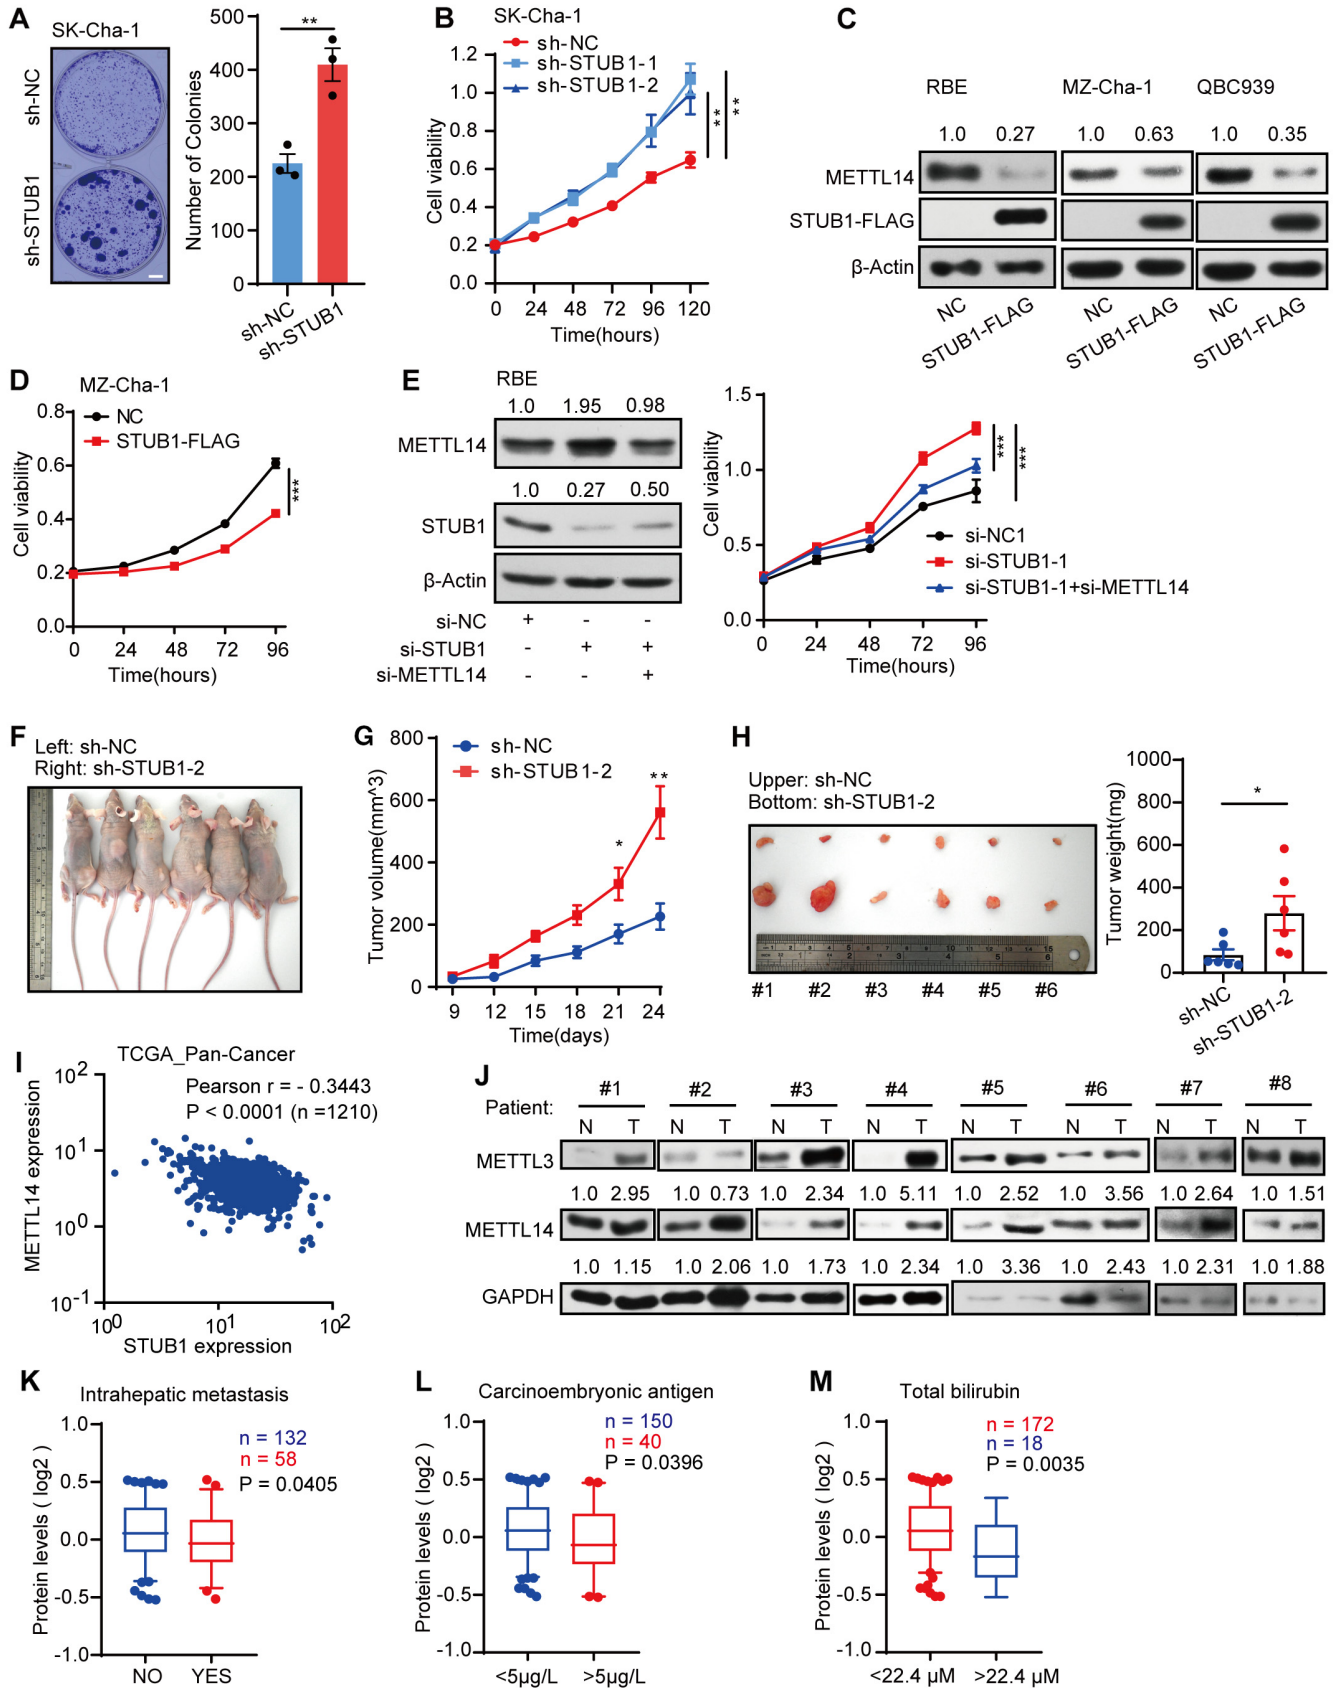 A
SK-Cha-1
sh-NC
sh-STUB1
Number of Colonies
500
400
300
200
100
0
**
sh-NC
sh-STUB1
B
SK-Cha-1
sh-NC
sh-STUB1-1
sh-STUB1-2
Cell viability
1.2
1.0
0.8
0.6
0.4
0.2
0.0
0 24 48 72 96 120
Time(hours)
**
**
C
RBE MZ-Cha-1 QBC939
1.0 0.27 1.0 0.63 1.0 0.35
METTL14
STUB1-FLAG
β-Actin
NC STUB1-FLAG NC STUB1-FLAG NC STUB1-FLAG
D
MZ-Cha-1
NC
STUB1-FLAG
Cell viability
0.8
0.6
0.4
0.2
0.0
0 24 48 72 96
Time(hours)
***
E
RBE
1.0 1.95 0.98
METTL14
1.0 0.27 0.50
STUB1
β-Actin
si-NC + - -
si-STUB1 - + +
si-METTL14 - - +
Cell viability
1.5
1.0
0.5
0.0
0 24 48 72 96
Time(hours)
***
***
si-NC1
si-STUB1-1
si-STUB1-1+si-METTL14
F
Left: sh-NC
Right: sh-STUB1-2
G
sh-NC
sh-STUB1-2
Tumor volume(mm^3)
800
600
400
200
0
9 12 15 18 21 24
Time(days)
*
**
H
Upper: sh-NC
Bottom: sh-STUB1-2
#1 #2 #3 #4 #5 #6
Tumor weight(mg)
1000
800
600
400
200
0
*
sh-NC
sh-STUB1-2
I
TCGA_Pan-Cancer
Pearson r = - 0.3443
P < 0.0001 (n =1210)
METTL14 expression
10²
10¹
10⁰
10⁻¹
10⁰ 10¹ 10²
STUB1 expression
J
Patient: #1 #2 #3 #4 #5 #6 #7 #8
N T N T N T N T N T N T N T N T
METTL3
1.0 2.95 1.0 0.73 1.0 2.34 1.0 5.11 1.0 2.52 1.0 3.56 1.0 2.64 1.0 1.51
METTL14
1.0 1.15 1.0 2.06 1.0 1.73 1.0 2.34 1.0 3.36 1.0 2.43 1.0 2.31 1.0 1.88
GAPDH
K
Intrahepatic metastasis
n = 132
n = 58
P = 0.0405
Protein levels ( log2 )
1.0
0.5
0.0
-0.5
-1.0
NO YES
L
Carcinoembryonic antigen
n = 150
n = 40
P = 0.0396
Protein levels ( log2 )
1.0
0.5
0.0
-0.5
-1.0
<5μg/L >5μg/L
M
Total bilirubin
n = 172
n = 18
P = 0.0035
Protein levels ( log2 )
1.0
0.5
0.0
-0.5
-1.0
<22.4 μM >22.4 μM